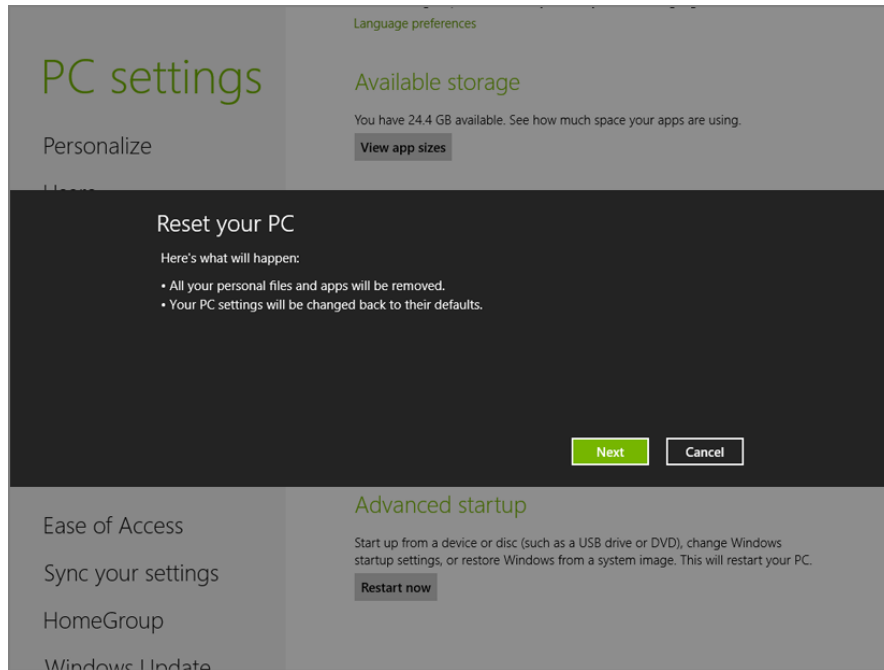 Language preferences
PC settings
Available storage
You have 24.4 GB available. See how much space your apps are using.
View app sizes
Personalize
Users
Reset your PC
Here's what will happen:
• All your personal files and apps will be removed.
• Your PC settings will be changed back to their defaults.
Next
Cancel
Advanced startup
Start up from a device or disc (such as a USB drive or DVD), change Windows
startup settings, or restore Windows from a system image. This will restart your PC.
Restart now
Ease of Access
Sync your settings
HomeGroup
Windows Update